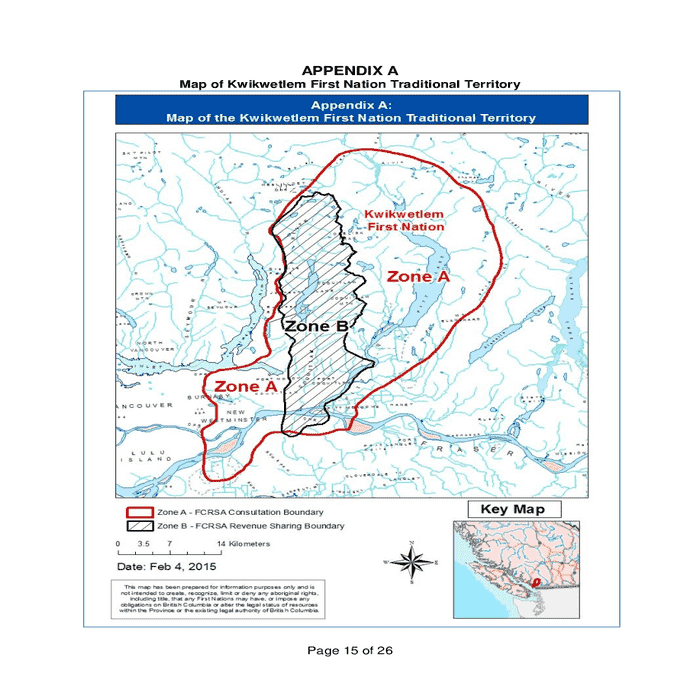 APPENDIX A
Map of Kwikwetlem First Nation Traditional Territory
Appendix A:
Map of the Kwikwetlem First Nation Traditional Territory
Kwikwetlem
First Nation
Zone A
Zone B
NORTH
VANCOUVER
Zone A
BURNABY
ANCOUVER
NEW
WESTMINSTER
LULU
ISLAND
FRASER
Zone A - FCRSA Consultation Boundary
Zone B - FCRSA Revenue Sharing Boundary
0 3.5 7 14 Kilometers
Date: Feb 4, 2015
This map has been prepared for information purposes only and is
not intended to create, recognize, limit or deny any aboriginal rights,
including title, that any First Nations may have, or impose any
obligations on British Columbia or alter the legal status of resources
within the Province or the existing legal authority of British Columbia.
N
W E
S
Key Map
Page 15 of 26